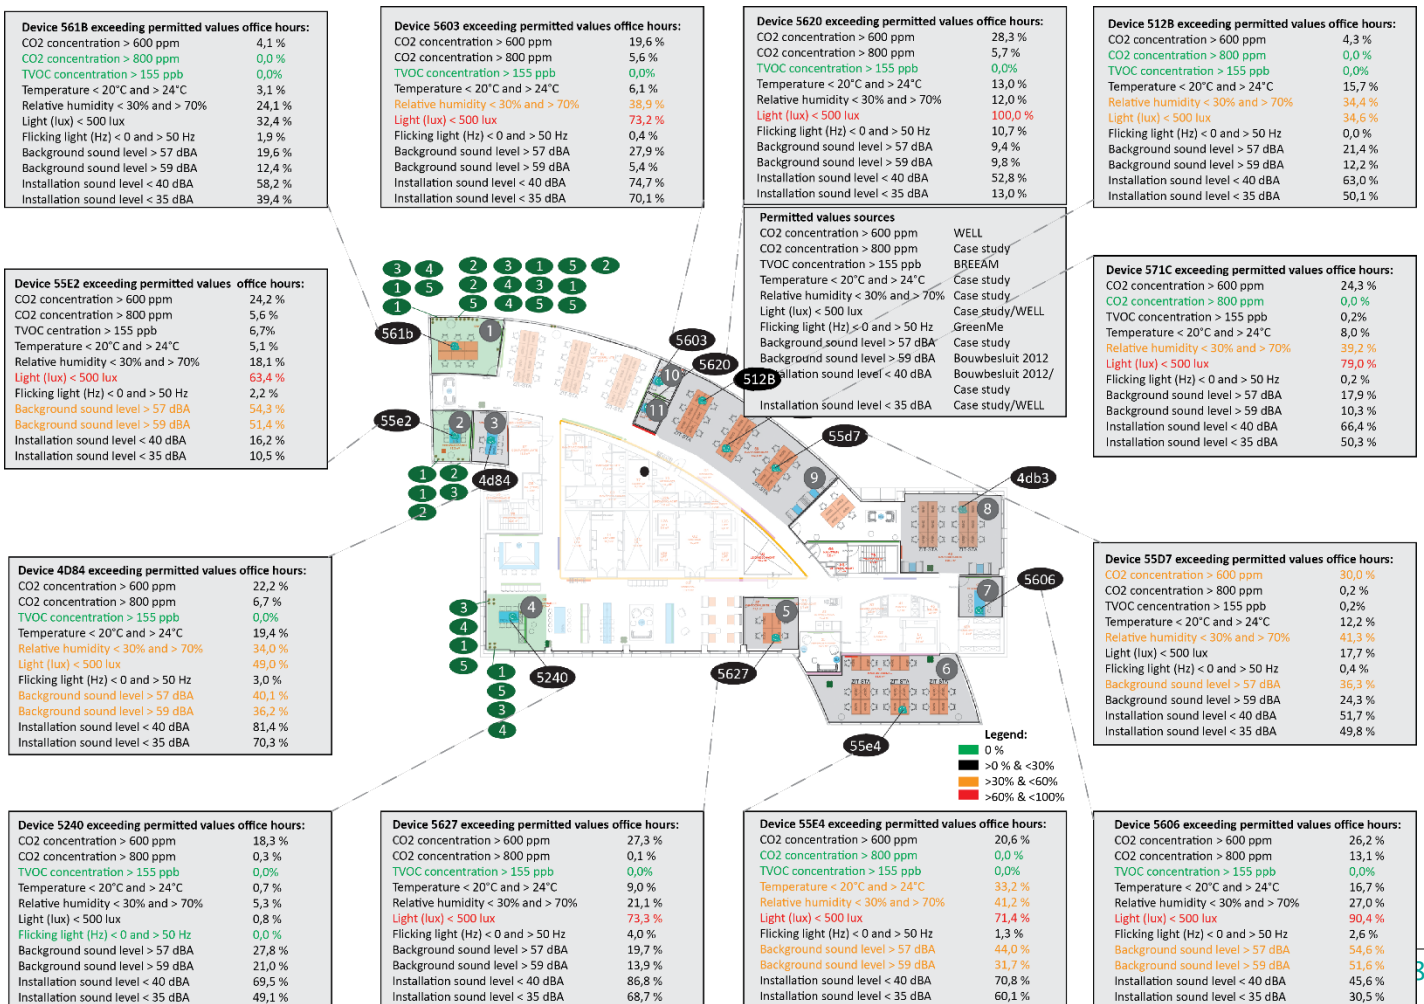 Device 561B exceeding permitted values office hours:
CO2 concentration > 600 ppm 4,1 %
CO2 concentration > 800 ppm 0,0 %
TVOC concentration > 155 ppb 0,0%
Temperature < 20°C and > 24°C 3,1 %
Relative humidity < 30% and > 70% 24,1 %
Light (lux) < 500 lux 32,4 %
Flicking light (Hz) < 0 and > 50 Hz 1,9 %
Background sound level > 57 dBA 19,6 %
Background sound level > 59 dBA 12,4 %
Installation sound level < 40 dBA 58,2 %
Installation sound level < 35 dBA 39,4 %
Device 5603 exceeding permitted values office hours:
CO2 concentration > 600 ppm 19,6 %
CO2 concentration > 800 ppm 5,6 %
TVOC concentration > 155 ppb 0,0%
Temperature < 20°C and > 24°C 6,1 %
Relative humidity < 30% and > 70% 38,9 %
Light (lux) < 500 lux 73,2 %
Flicking light (Hz) < 0 and > 50 Hz 0,4 %
Background sound level > 57 dBA 27,9 %
Background sound level > 59 dBA 5,4 %
Installation sound level < 40 dBA 74,7 %
Installation sound level < 35 dBA 70,1 %
Device 5620 exceeding permitted values office hours:
CO2 concentration > 600 ppm 28,3 %
CO2 concentration > 800 ppm 5,7 %
TVOC concentration > 155 ppb 0,0%
Temperature < 20°C and > 24°C 13,0 %
Relative humidity < 30% and > 70% 12,0 %
Light (lux) < 500 lux 100,0 %
Flicking light (Hz) < 0 and > 50 Hz 10,7 %
Background sound level > 57 dBA 9,4 %
Background sound level > 59 dBA 9,8 %
Installation sound level < 40 dBA 52,8 %
Installation sound level < 35 dBA 13,0 %
Device 512B exceeding permitted values office hours:
CO2 concentration > 600 ppm 4,3 %
CO2 concentration > 800 ppm 0,0 %
TVOC concentration > 155 ppb 0,0%
Temperature < 20°C and > 24°C 15,7 %
Relative humidity < 30% and > 70% 34,4 %
Light (lux) < 500 lux 34,6 %
Flicking light (Hz) < 0 and > 50 Hz 0,0 %
Background sound level > 57 dBA 21,4 %
Background sound level > 59 dBA 12,2 %
Installation sound level < 40 dBA 63,0 %
Installation sound level < 35 dBA 50,1 %
Permitted values sources
CO2 concentration > 600 ppm WELL
CO2 concentration > 800 ppm Case study
TVOC concentration > 155 ppb BREEAM
Temperature < 20°C and > 24°C Case study
Relative humidity < 30% and > 70% Case study
Light (lux) < 500 lux Case study/WELL
Flicking light (Hz) < 0 and > 50 Hz GreenMe
Background sound level > 57 dBA Case study
Background sound level > 59 dBA Bouwbesluit 2012
allation sound level < 40 dBA Bouwbesluit 2012/
Case study
Installation sound level < 35 dBA Case study/WELL
Device 55E2 exceeding permitted values office hours:
CO2 concentration > 600 ppm 24,2 %
CO2 concentration > 800 ppm 5,6 %
TVOC centration > 155 ppb 6,7%
Temperature < 20°C and > 24°C 5,1 %
Relative humidity < 30% and > 70% 18,1 %
Light (lux) < 500 lux 63,4 %
Flicking light (Hz) < 0 and > 50 Hz 2,2 %
Background sound level > 57 dBA 54,3 %
Background sound level > 59 dBA 51,4 %
Installation sound level < 40 dBA 16,2 %
Installation sound level < 35 dBA 10,5 %
Device 571C exceeding permitted values office hours:
CO2 concentration > 600 ppm 24,3 %
CO2 concentration > 800 ppm 0,0 %
TVOC concentration > 155 ppb 0,2%
Temperature < 20°C and > 24°C 8,0 %
Relative humidity < 30% and > 70% 39,2 %
Light (lux) < 500 lux 79,0 %
Flicking light (Hz) < 0 and > 50 Hz 0,2 %
Background sound level > 57 dBA 17,9 %
Background sound level > 59 dBA 10,3 %
Installation sound level < 40 dBA 66,4 %
Installation sound level < 35 dBA 50,3 %
3 4 2 3 1 5 2
1 5 2 4 3 1
1 5 4 5 5
561b
1
5603
5620
512B
10
11
55e2
2
3
4d84
1 2
1 3
2
55d7
9
4db3
8
ZIT-STA ZIT-STA
5606
7
3
4
1
5
4
5240
1
5
3
4
5
5627
6
ZIT-STA
ZIT-STA ZIT-STA ZIT-STA
55e4
Legend:
0 %
>0 % & <30%
>30% & <60%
>60% & <100%
Device 4D84 exceeding permitted values office hours:
CO2 concentration > 600 ppm 22,2 %
CO2 concentration > 800 ppm 6,7 %
TVOC concentration > 155 ppb 0,0%
Temperature < 20°C and > 24°C 19,4 %
Relative humidity < 30% and > 70% 34,0 %
Light (lux) < 500 lux 49,0 %
Flicking light (Hz) < 0 and > 50 Hz 3,0 %
Background sound level > 57 dBA 40,1 %
Background sound level > 59 dBA 36,2 %
Installation sound level < 40 dBA 81,4 %
Installation sound level < 35 dBA 70,3 %
Device 55D7 exceeding permitted values office hours:
CO2 concentration > 600 ppm 30,0 %
CO2 concentration > 800 ppm 0,2 %
TVOC concentration > 155 ppb 0,2%
Temperature < 20°C and > 24°C 12,2 %
Relative humidity < 30% and > 70% 41,3 %
Light (lux) < 500 lux 17,7 %
Flicking light (Hz) < 0 and > 50 Hz 0,4 %
Background sound level > 57 dBA 36,3 %
Background sound level > 59 dBA 24,3 %
Installation sound level < 40 dBA 51,7 %
Installation sound level < 35 dBA 49,8 %
Device 5240 exceeding permitted values office hours:
CO2 concentration > 600 ppm 18,3 %
CO2 concentration > 800 ppm 0,3 %
TVOC concentration > 155 ppb 0,0%
Temperature < 20°C and > 24°C 0,7 %
Relative humidity < 30% and > 70% 5,3 %
Light (lux) < 500 lux 0,8 %
Flicking light (Hz) < 0 and > 50 Hz 0,0 %
Background sound level > 57 dBA 27,8 %
Background sound level > 59 dBA 21,0 %
Installation sound level < 40 dBA 69,5 %
Installation sound level < 35 dBA 49,1 %
Device 5627 exceeding permitted values office hours:
CO2 concentration > 600 ppm 27,3 %
CO2 concentration > 800 ppm 0,1 %
TVOC concentration > 155 ppb 0,0%
Temperature < 20°C and > 24°C 9,0 %
Relative humidity < 30% and > 70% 21,1 %
Light (lux) < 500 lux 73,3 %
Flicking light (Hz) < 0 and > 50 Hz 4,0 %
Background sound level > 57 dBA 19,7 %
Background sound level > 59 dBA 13,9 %
Installation sound level < 40 dBA 86,8 %
Installation sound level < 35 dBA 68,7 %
Device 55E4 exceeding permitted values office hours:
CO2 concentration > 600 ppm 20,6 %
CO2 concentration > 800 ppm 0,0 %
TVOC concentration > 155 ppb 0,0%
Temperature < 20°C and > 24°C 33,2 %
Relative humidity < 30% and > 70% 41,2 %
Light (lux) < 500 lux 71,4 %
Flicking light (Hz) < 0 and > 50 Hz 1,3 %
Background sound level > 57 dBA 44,0 %
Background sound level > 59 dBA 31,7 %
Installation sound level < 40 dBA 70,8 %
Installation sound level < 35 dBA 60,1 %
Device 5606 exceeding permitted values office hours:
CO2 concentration > 600 ppm 26,2 %
CO2 concentration > 800 ppm 13,1 %
TVOC concentration > 155 ppb 0,0%
Temperature < 20°C and > 24°C 16,7 %
Relative humidity < 30% and > 70% 27,0 %
Light (lux) < 500 lux 90,4 %
Flicking light (Hz) < 0 and > 50 Hz 2,6 %
Background sound level > 57 dBA 54,6 %
Background sound level > 59 dBA 51,6 %
Installation sound level < 40 dBA 45,6 %
Installation sound level < 35 dBA 30,5 %